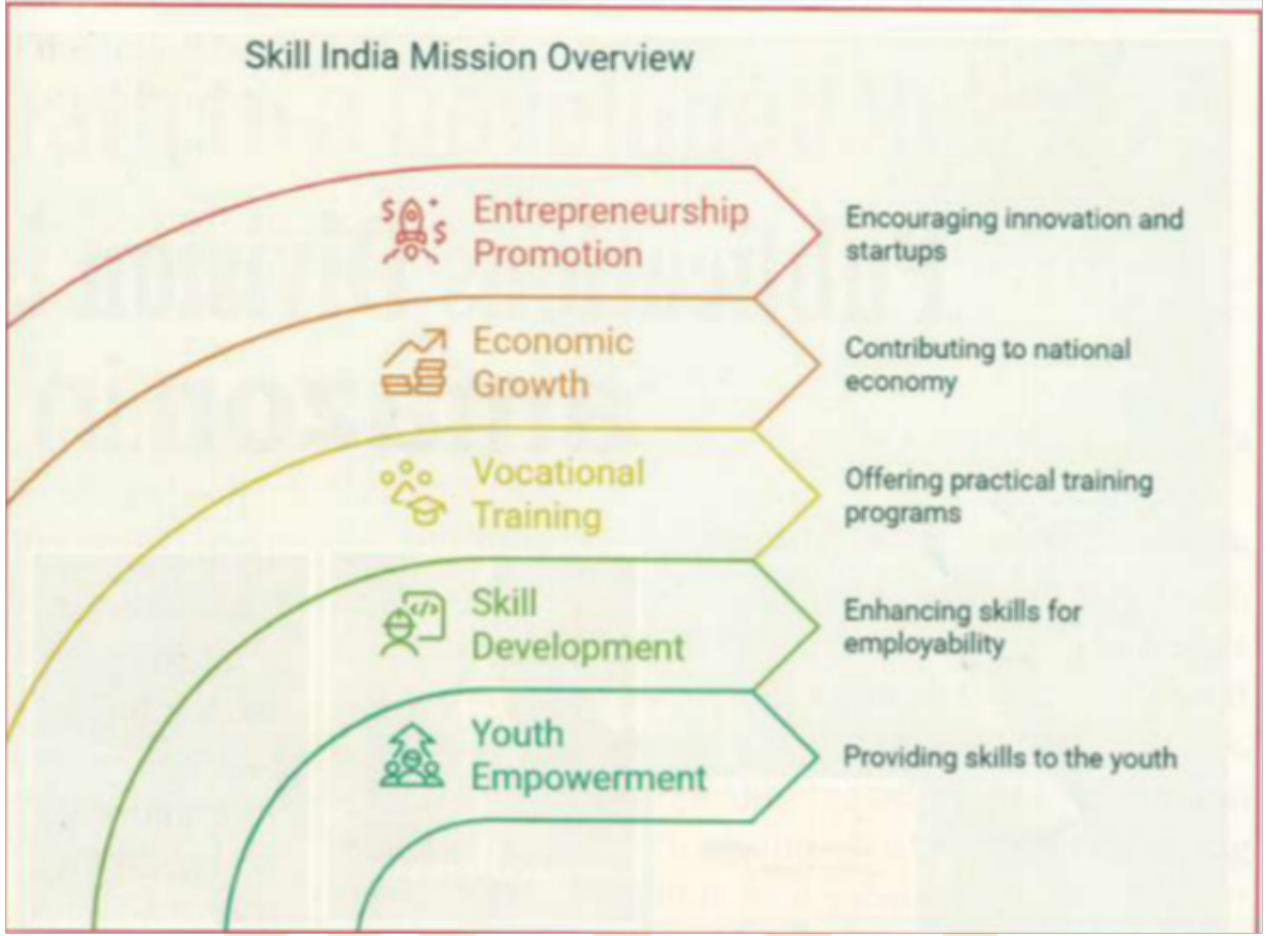 Skill India Mission Overview
Entrepreneurship
Promotion
Encouraging innovation and
startups
Economic
Growth
Contributing to national
economy
Vocational
Training
Offering practical training
programs
Skill
Development
Enhancing skills for
employability
Youth
Empowerment
Providing skills to the youth